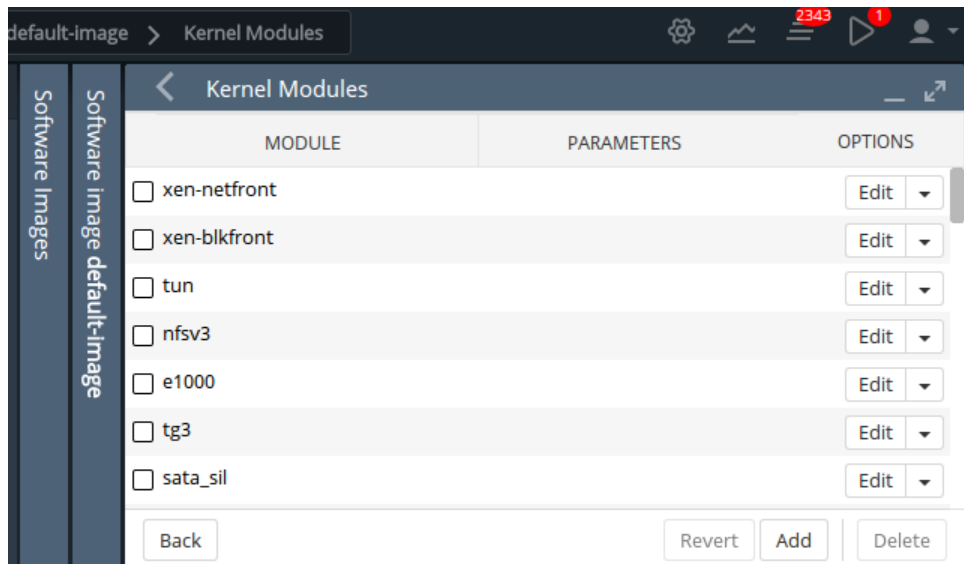 default-image > Kernel Modules
2343
1
Software Images
Software image default-image
Kernel Modules
MODULE PARAMETERS OPTIONS
xen-netfront Edit
xen-blkfront Edit
tun Edit
nfsv3 Edit
e1000 Edit
tg3 Edit
sata_sil Edit
Back Revert Add Delete